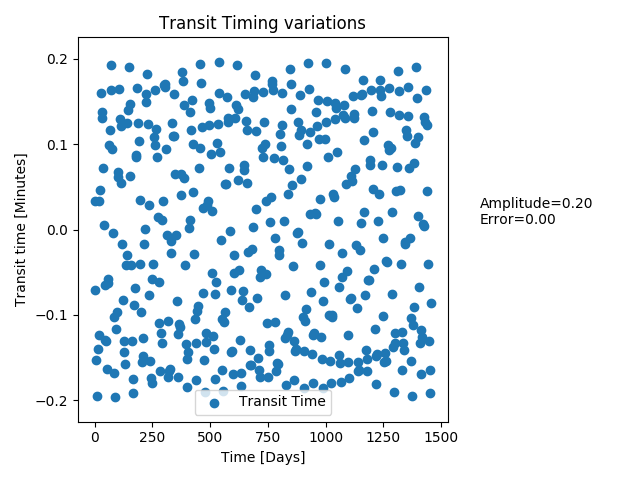 Transit Timing variations
0.2
0.1
0.0
−0.1
−0.2
Transit time [Minutes]
Amplitude=0.20
Error=0.00
Transit Time
0
250
500
750
1000
1250
1500
Time [Days]